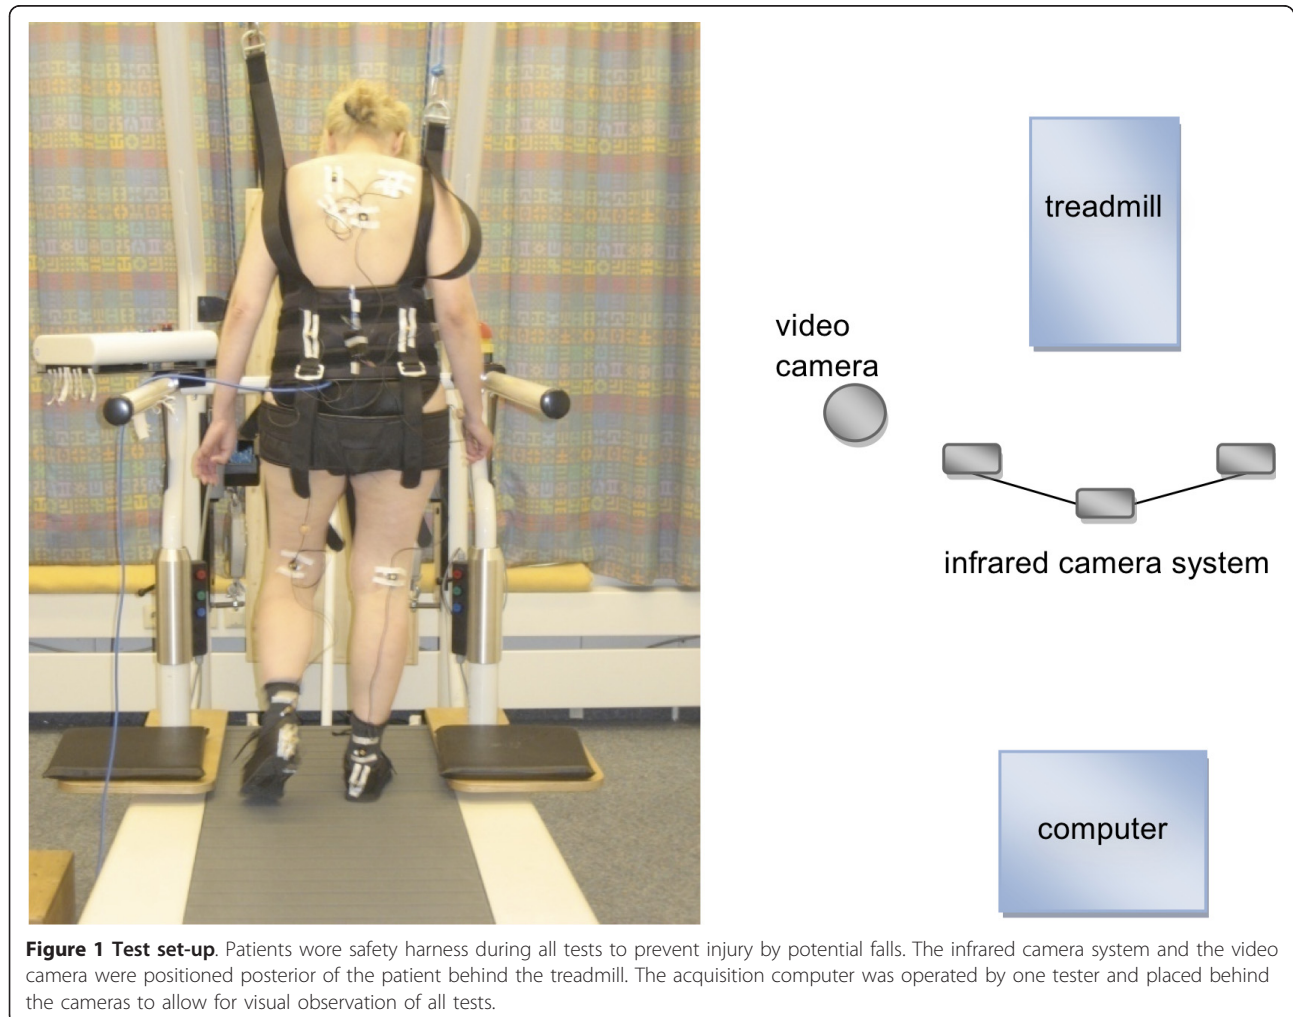 treadmill
video
camera
infrared camera system
computer
Figure 1 Test set-up. Patients wore safety harness during all tests to prevent injury by potential falls. The infrared camera system and the video
camera were positioned posterior of the patient behind the treadmill. The acquisition computer was operated by one tester and placed behind
the cameras to allow for visual observation of all tests.